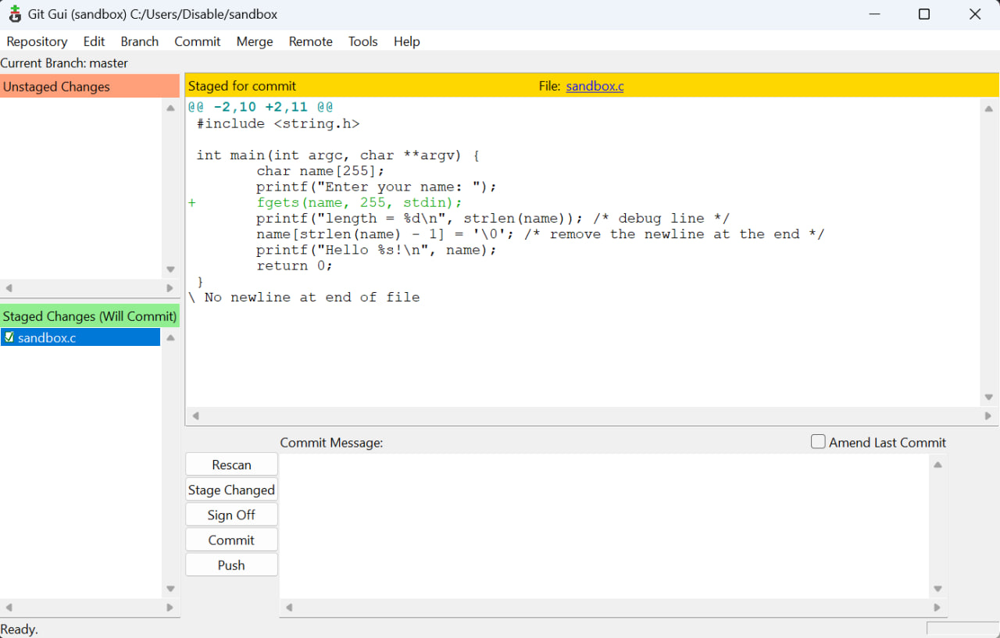 Git Gui (sandbox) C:/Users/Disable/sandbox
Repository Edit Branch Commit Merge Remote Tools Help
Current Branch: master
Unstaged Changes
Staged for commit File: sandbox.c
@@ -2,10 +2,11 @@
 #include <string.h>

 int main(int argc, char **argv) {
        char name[255];
        printf("Enter your name: ");
+       fgets(name, 255, stdin);
        printf("length = %d\n", strlen(name)); /* debug line */
        name[strlen(name) - 1] = '\0'; /* remove the newline at the end */
        printf("Hello %s!\n", name);
        return 0;
 }
\ No newline at end of file
Staged Changes (Will Commit)
sandbox.c
Commit Message: Amend Last Commit
Rescan
Stage Changed
Sign Off
Commit
Push
Ready.